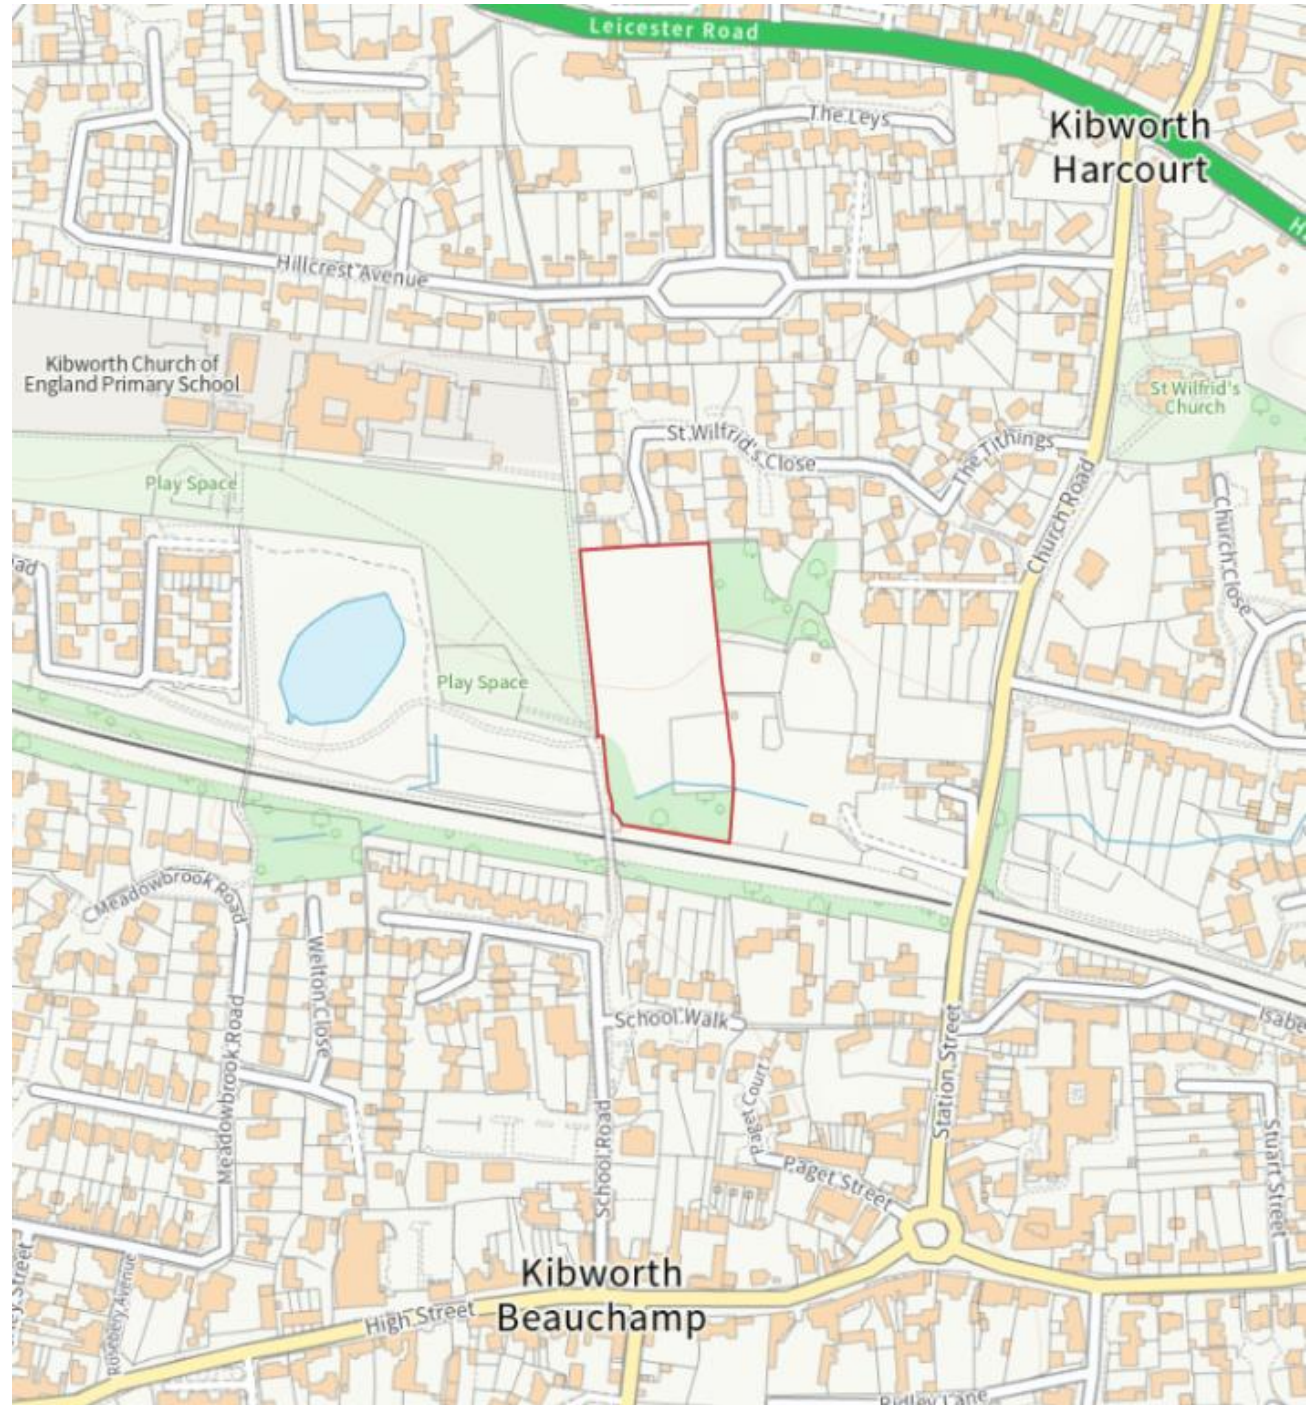 Leicester Road
The Leys
Kibworth
Harcourt
Hillcrest Avenue
Kibworth Church of
England Primary School
St Wilfrid's
Church
St Wilfrid's Close
The Tithings
Play Space
Church Road
Church Close
Play Space
Meadowbrook Road
Welton Close
Meadowbrook Road
School Walk
Station Street
Paget Court
School Road
Paget Street
Stuart Street
Kibworth
Beauchamp
High Street
Rosebery Avenue
Ridley Lane